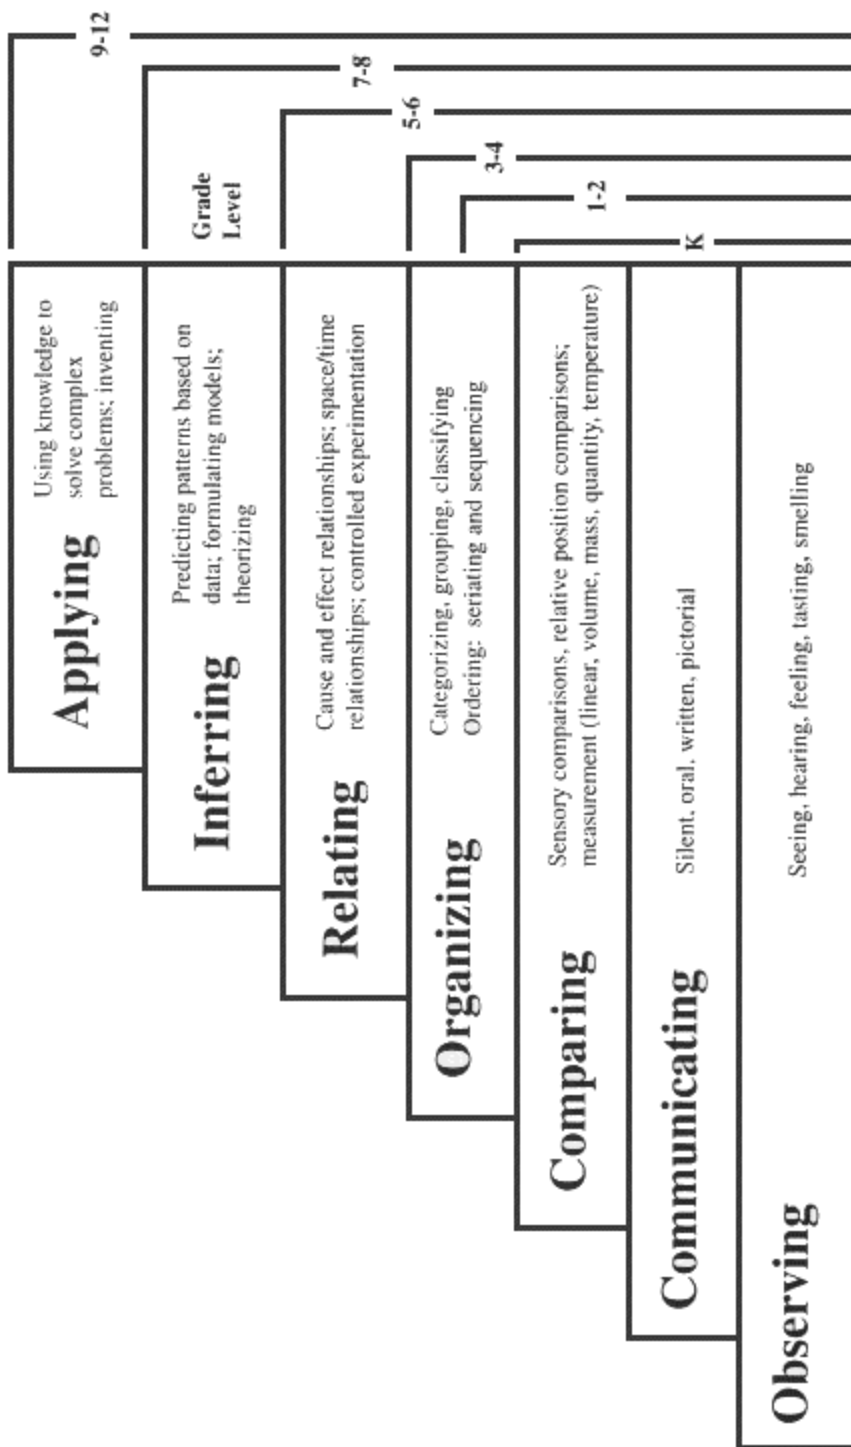 Applying
Using knowledge to
solve complex
problems; inventing
Inferring
Predicting patterns based on
data; formulating models;
theorizing
Relating
Cause and effect relationships; space/time
relationships; controlled experimentation
Organizing
Categorizing, grouping, classifying
Ordering: seriating and sequencing
Comparing
Sensory comparisons, relative position comparisons;
measurement (linear, volume, mass, quantity, temperature)
Communicating
Silent, oral, written, pictorial
Observing
Seeing, hearing, feeling, tasting, smelling
Grade
Level
K
1-2
3-4
5-6
7-8
9-12